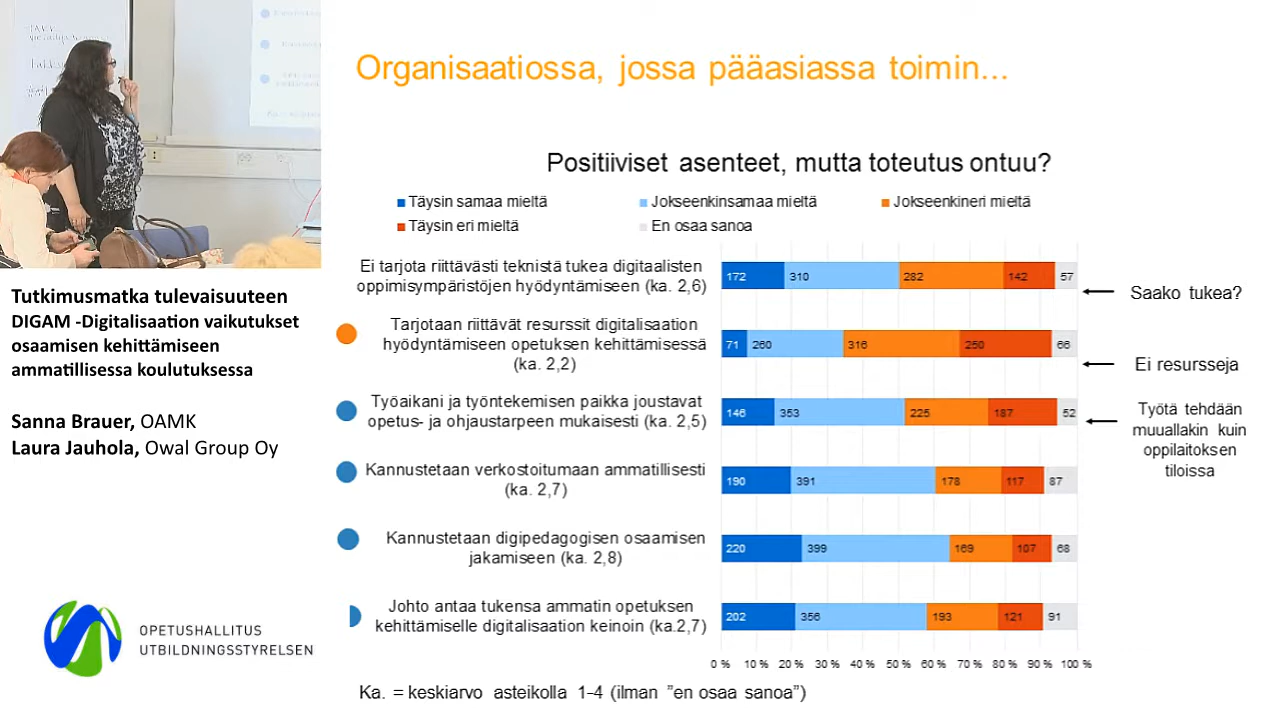 Organisaatiossa, jossa pääasiassa toimin...
Positiiviset asenteet, mutta toteutus ontuu?
Täysin samaa mieltä
Jokseenkinsamaa mieltä
Jokseenkineri mieltä
Täysin eri mieltä
En osaa sanoa
Ei tarjota riittävästi teknistä tukea digitaalisten
oppimisympäristöjen hyödyntämiseen (ka. 2,6)
172 310 282 142 57
Saako tukea?
Tarjotaan riittävät resurssit digitalisaation
hyödyntämiseen opetuksen kehittämisessä
(ka. 2,2)
71 260 316 250 66
Ei resursseja
Työaikani ja työntekemisen paikka joustavat
opetus- ja ohjaustarpeen mukaisesti (ka. 2,5)
146 353 225 187 52
Työtä tehdään
muuallakin kuin
oppilaitoksen
tiloissa
Kannustetaan verkostoitumaan ammatillisesti
(ka. 2,7)
190 391 178 117 87
Kannustetaan digipedagogisen osaamisen
jakamiseen (ka. 2,8)
220 399 169 107 68
Johto antaa tukensa ammatin opetuksen
kehittämiselle digitalisaation keinoin (ka.2,7)
202 356 193 121 91
0 % 10 % 20 % 30 % 40 % 50 % 60 % 70 % 80 % 90 % 100 %
Ka. = keskiarvo asteikolla 1-4 (ilman ”en osaa sanoa”)
Tutkimusmatka tulevaisuuteen
DIGAM -Digitalisaation vaikutukset
osaamisen kehittämiseen
ammatillisessa koulutuksessa
Sanna Brauer, OAMK
Laura Jauhola, Owal Group Oy
OPETUSHALLITUS
UTBILDNINGSSTYRELSEN